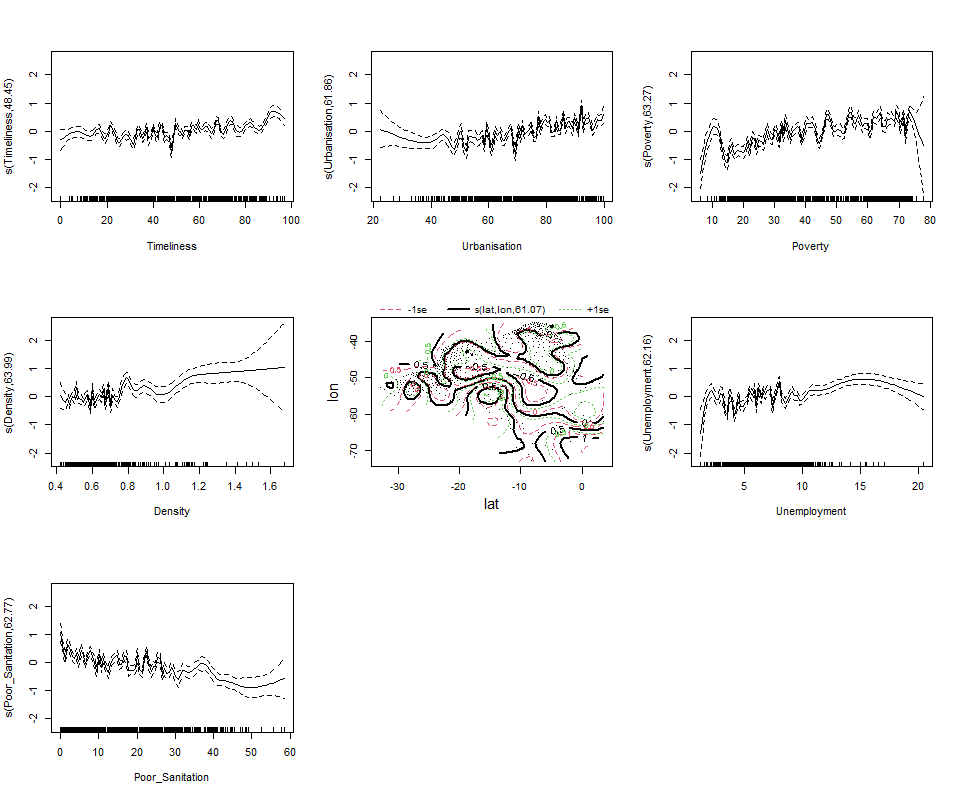 s(Timeliness,48.45)
2
1
0
-1
-2
0 20 40 60 80 100
Timeliness
s(Urbanisation,61.86)
2
1
0
-1
-2
20 40 60 80 100
Urbanisation
s(Poverty,63.27)
2
1
0
-1
-2
10 20 30 40 50 60 70 80
Poverty
s(Density,63.99)
2
1
0
-1
-2
0.4 0.6 0.8 1.0 1.2 1.4 1.6
Density
-1se s(lat,lon,61.07) +1se
lon
-40
-50
-60
-70
-30 -20 -10 0
lat
s(Unemployment,62.16)
2
1
0
-1
-2
5 10 15 20
Unemployment
s(Poor_Sanitation,62.77)
2
1
0
-1
-2
0 10 20 30 40 50 60
Poor_Sanitation